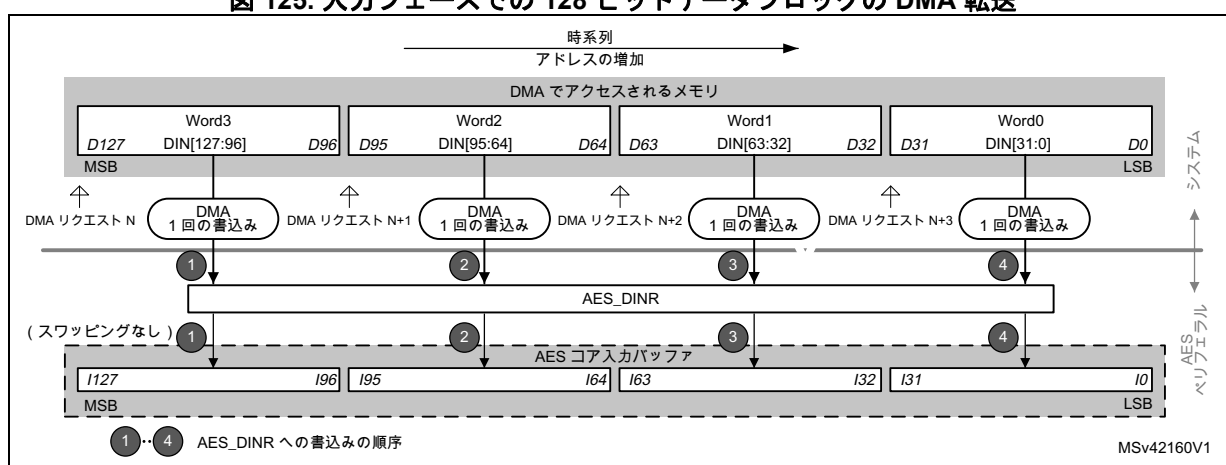 図 125. 入力フェーズでの 128 ビットデータブロックの DMA 転送
時系列
アドレスの増加
DMA でアクセスされるメモリ
Word3 Word2 Word1 Word0
D127 DIN[127:96] D96 D95 DIN[95:64] D64 D63 DIN[63:32] D32 D31 DIN[31:0] D0
MSB LSB
システム
DMA リクエスト N DMA 1 回の書込み DMA リクエスト N+1 DMA 1 回の書込み DMA リクエスト N+2 DMA 1 回の書込み DMA リクエスト N+3 DMA 1 回の書込み
1 2 3 4
AES_DINR
AES ペリフェラル
(スワッピングなし) 1 2 3 4
AES コア入力バッファ
I127 I96 I95 I64 I63 I32 I31 I0
MSB LSB
1 ・・ 4 AES_DINR への書込みの順序
MSv42160V1